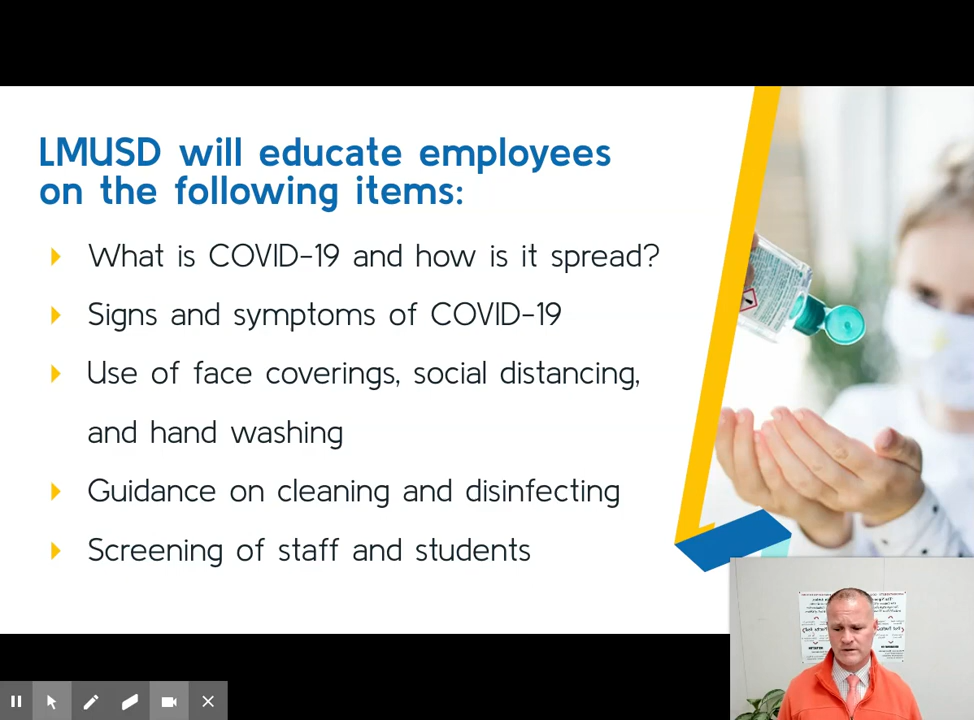 LMUSD will educate employees
on the following items:
What is COVID-19 and how is it spread?
Signs and symptoms of COVID-19
Use of face coverings, social distancing,
and hand washing
Guidance on cleaning and disinfecting
Screening of staff and students